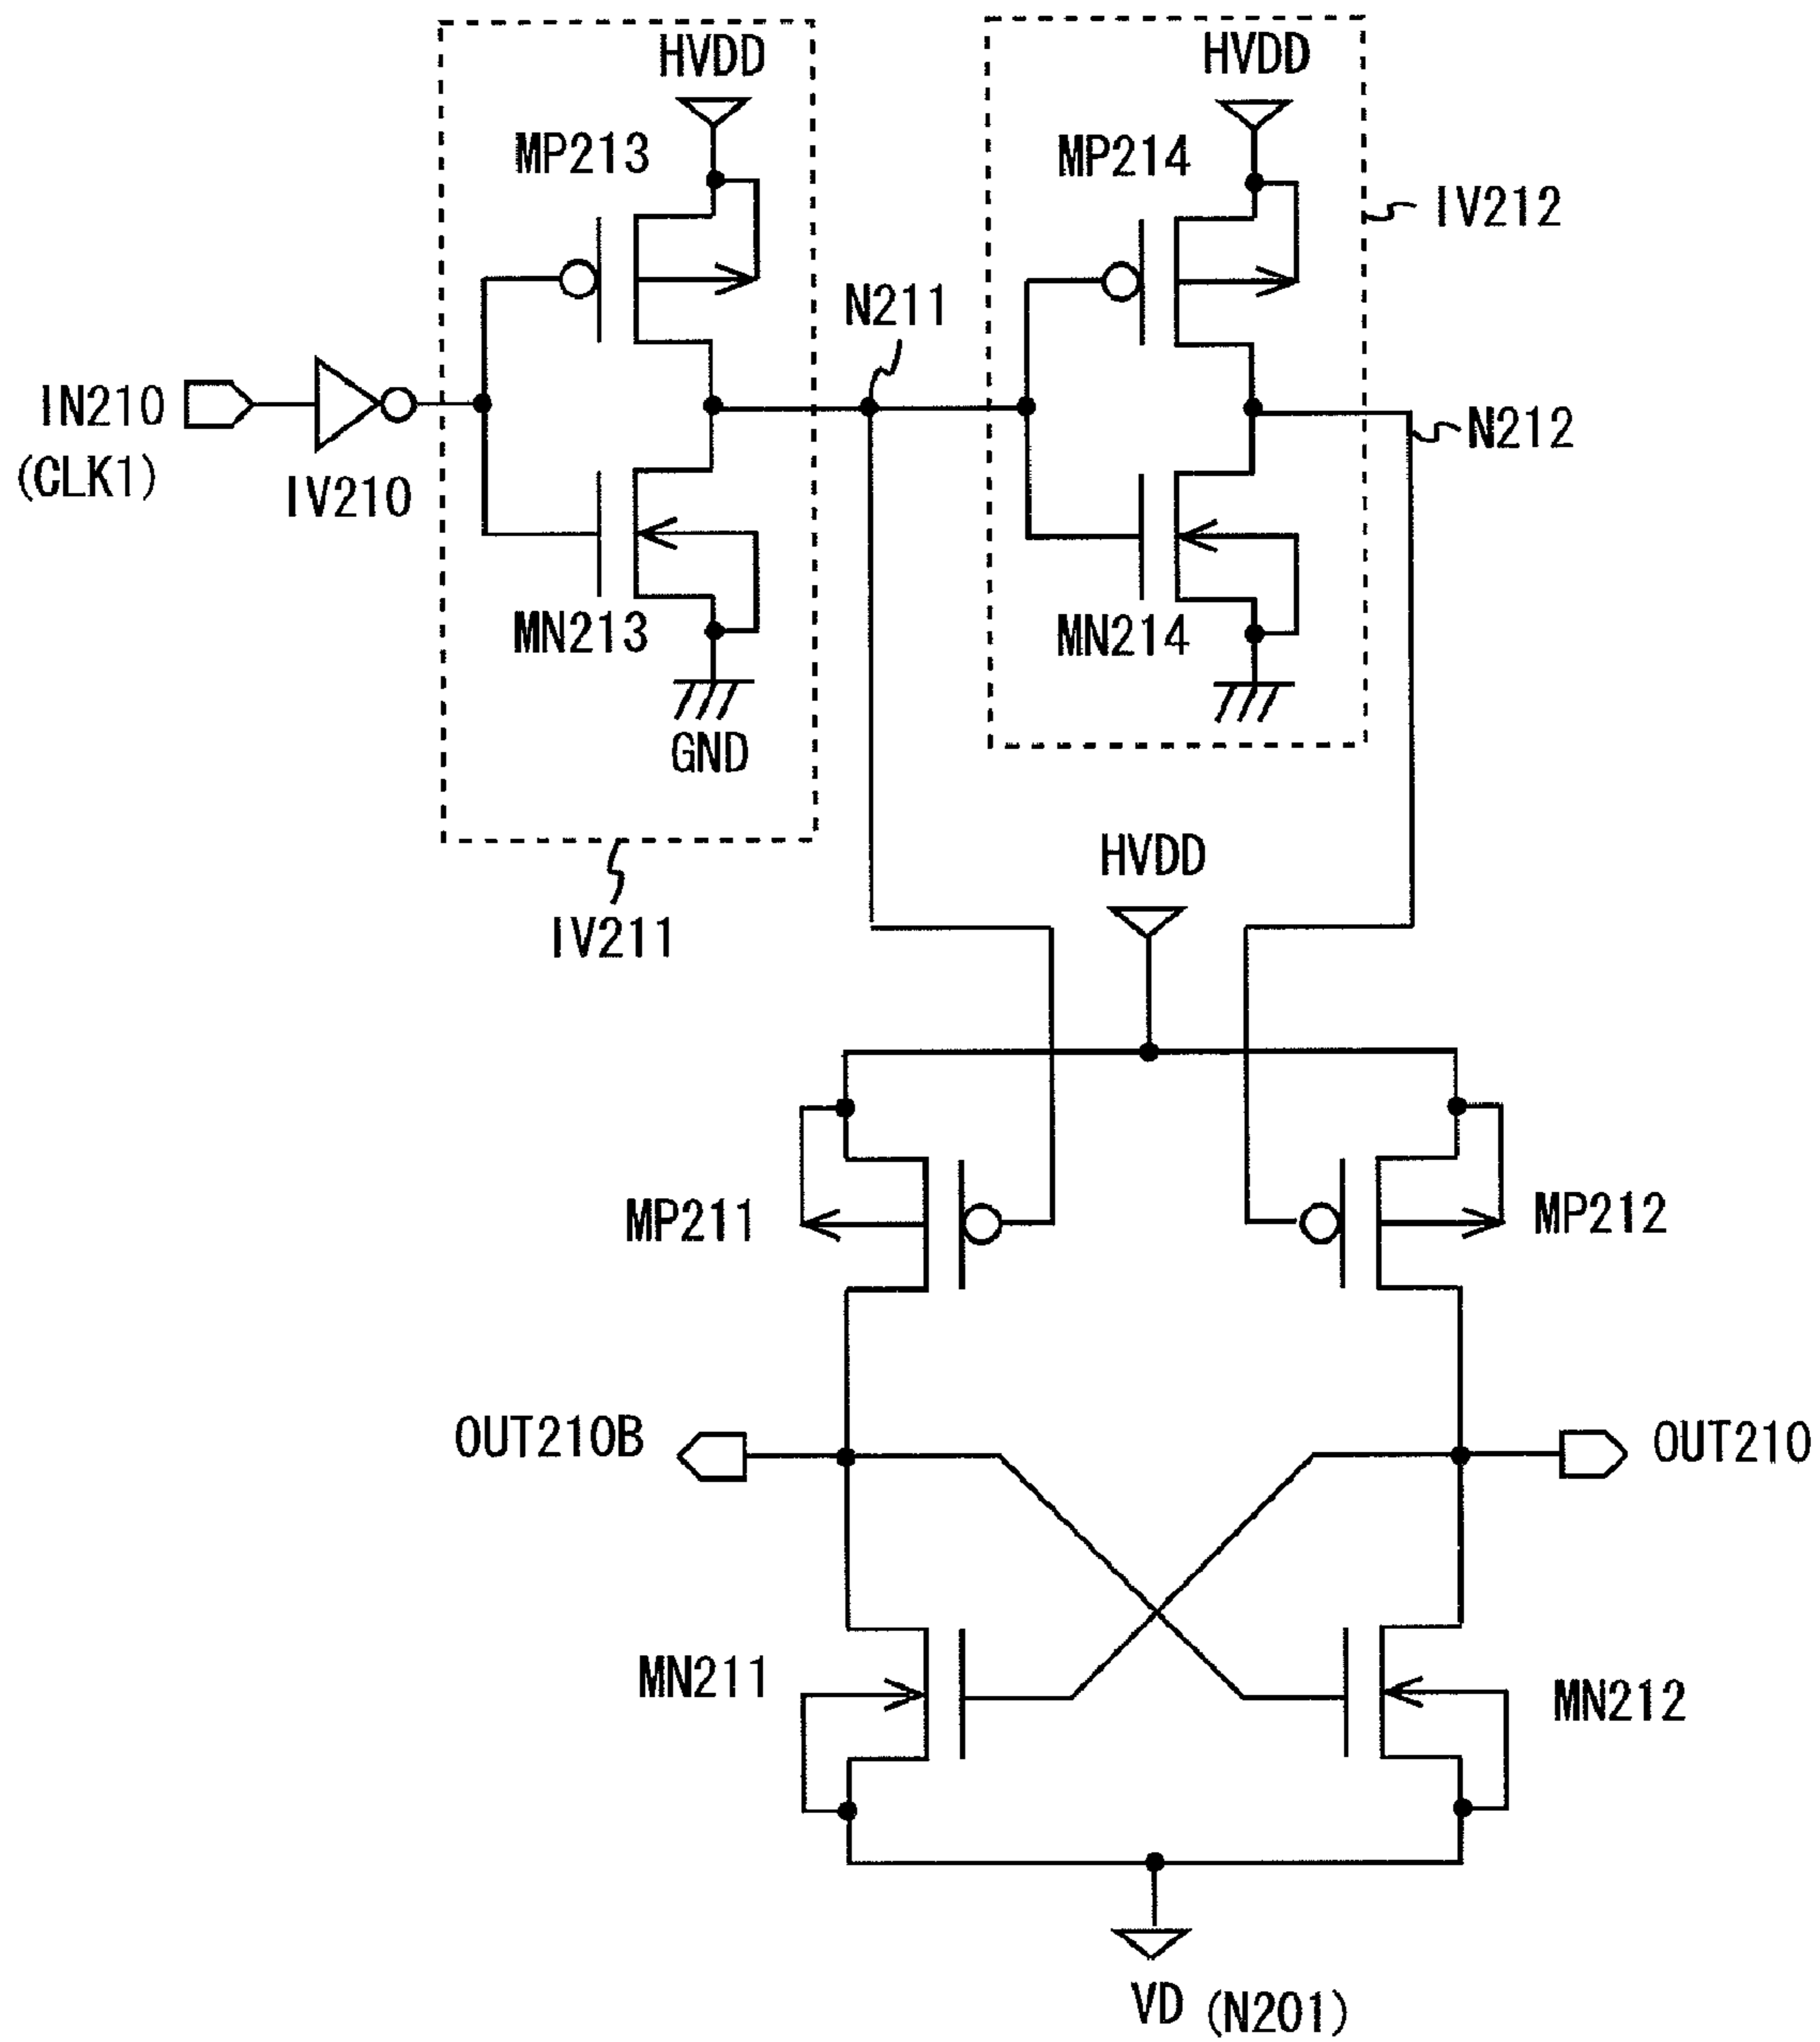 HVDD
HVDD
MP213
MP214
IV212
N211
IN210
(CLK1)
IV210
N212
MN213
MN214
GND
IV211
HVDD
MP211
MP212
OUT210B
OUT210
MN211
MN212
VD (N201)